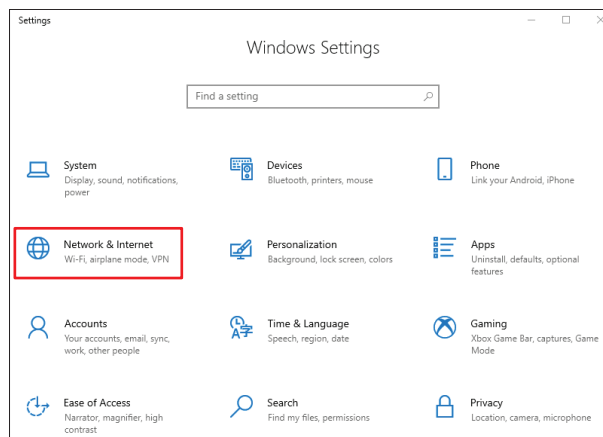 Settings
Windows Settings
Find a setting
System
Display, sound, notifications,
power
Devices
Bluetooth, printers, mouse
Phone
Link your Android, iPhone
Network & Internet
Wi-Fi, airplane mode, VPN
Personalization
Background, lock screen, colors
Apps
Uninstall, defaults, optional
features
Accounts
Your accounts, email, sync,
work, other people
Time & Language
Speech, region, date
Gaming
Xbox Game Bar, captures, Game
Mode
Ease of Access
Narrator, magnifier, high
contrast
Search
Find my files, permissions
Privacy
Location, camera, microphone